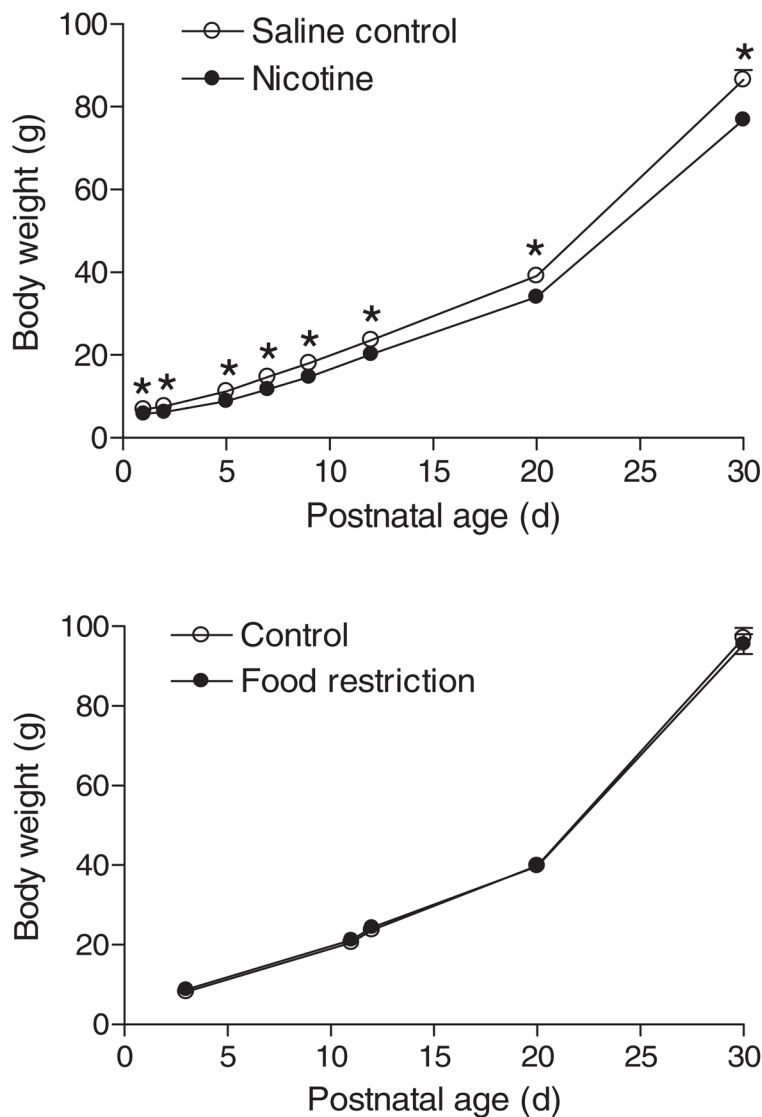 100
Saline control
Nicotine
80
60
40
20
0
Body weight (g)
*
*
*
*
*
*
*
*
0 5 10 15 20 25 30
Postnatal age (d)
100
Control
Food restriction
80
60
40
20
0
Body weight (g)
0 5 10 15 20 25 30
Postnatal age (d)